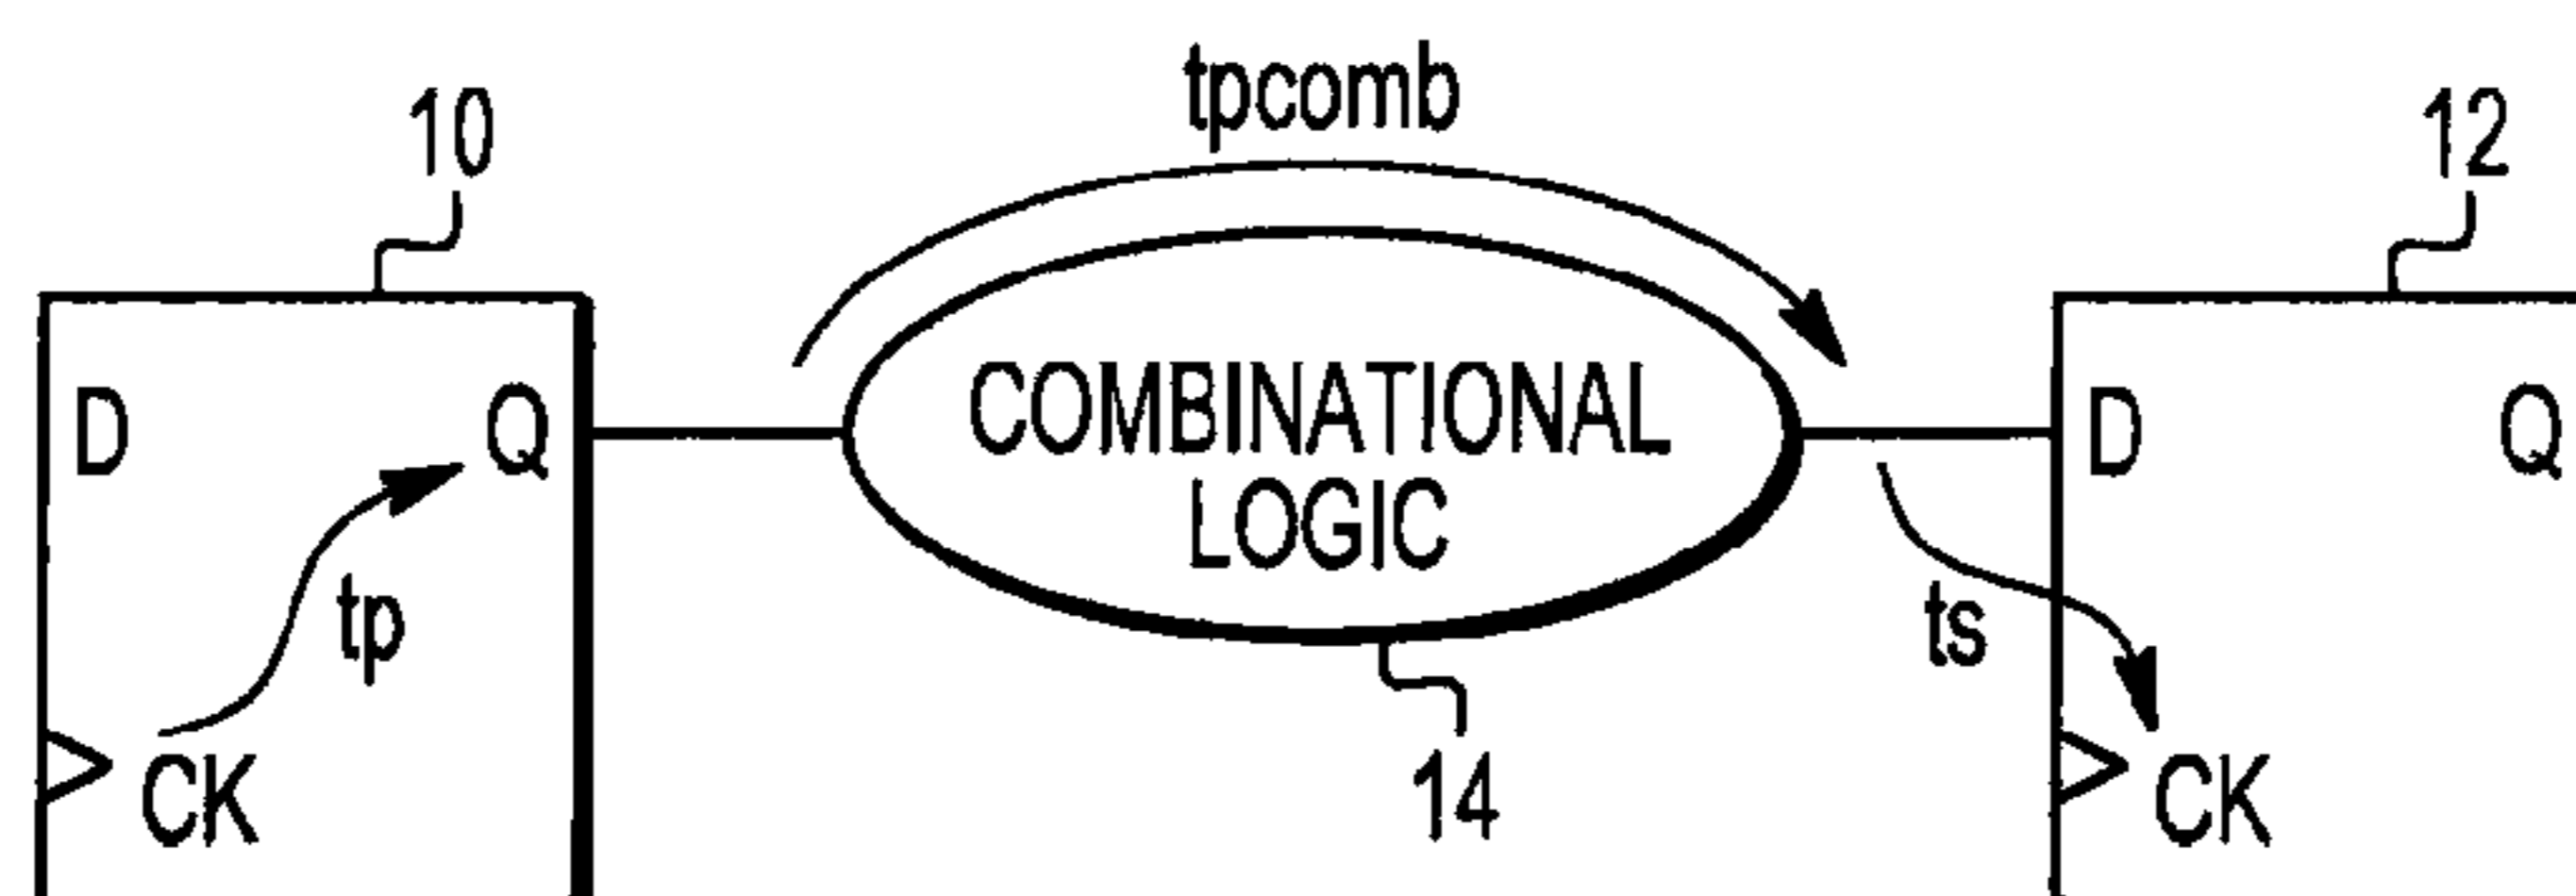 tpcomb
10
12
D
Q
COMBINATIONAL
LOGIC
D
Q
tp
ts
CK
14
CK